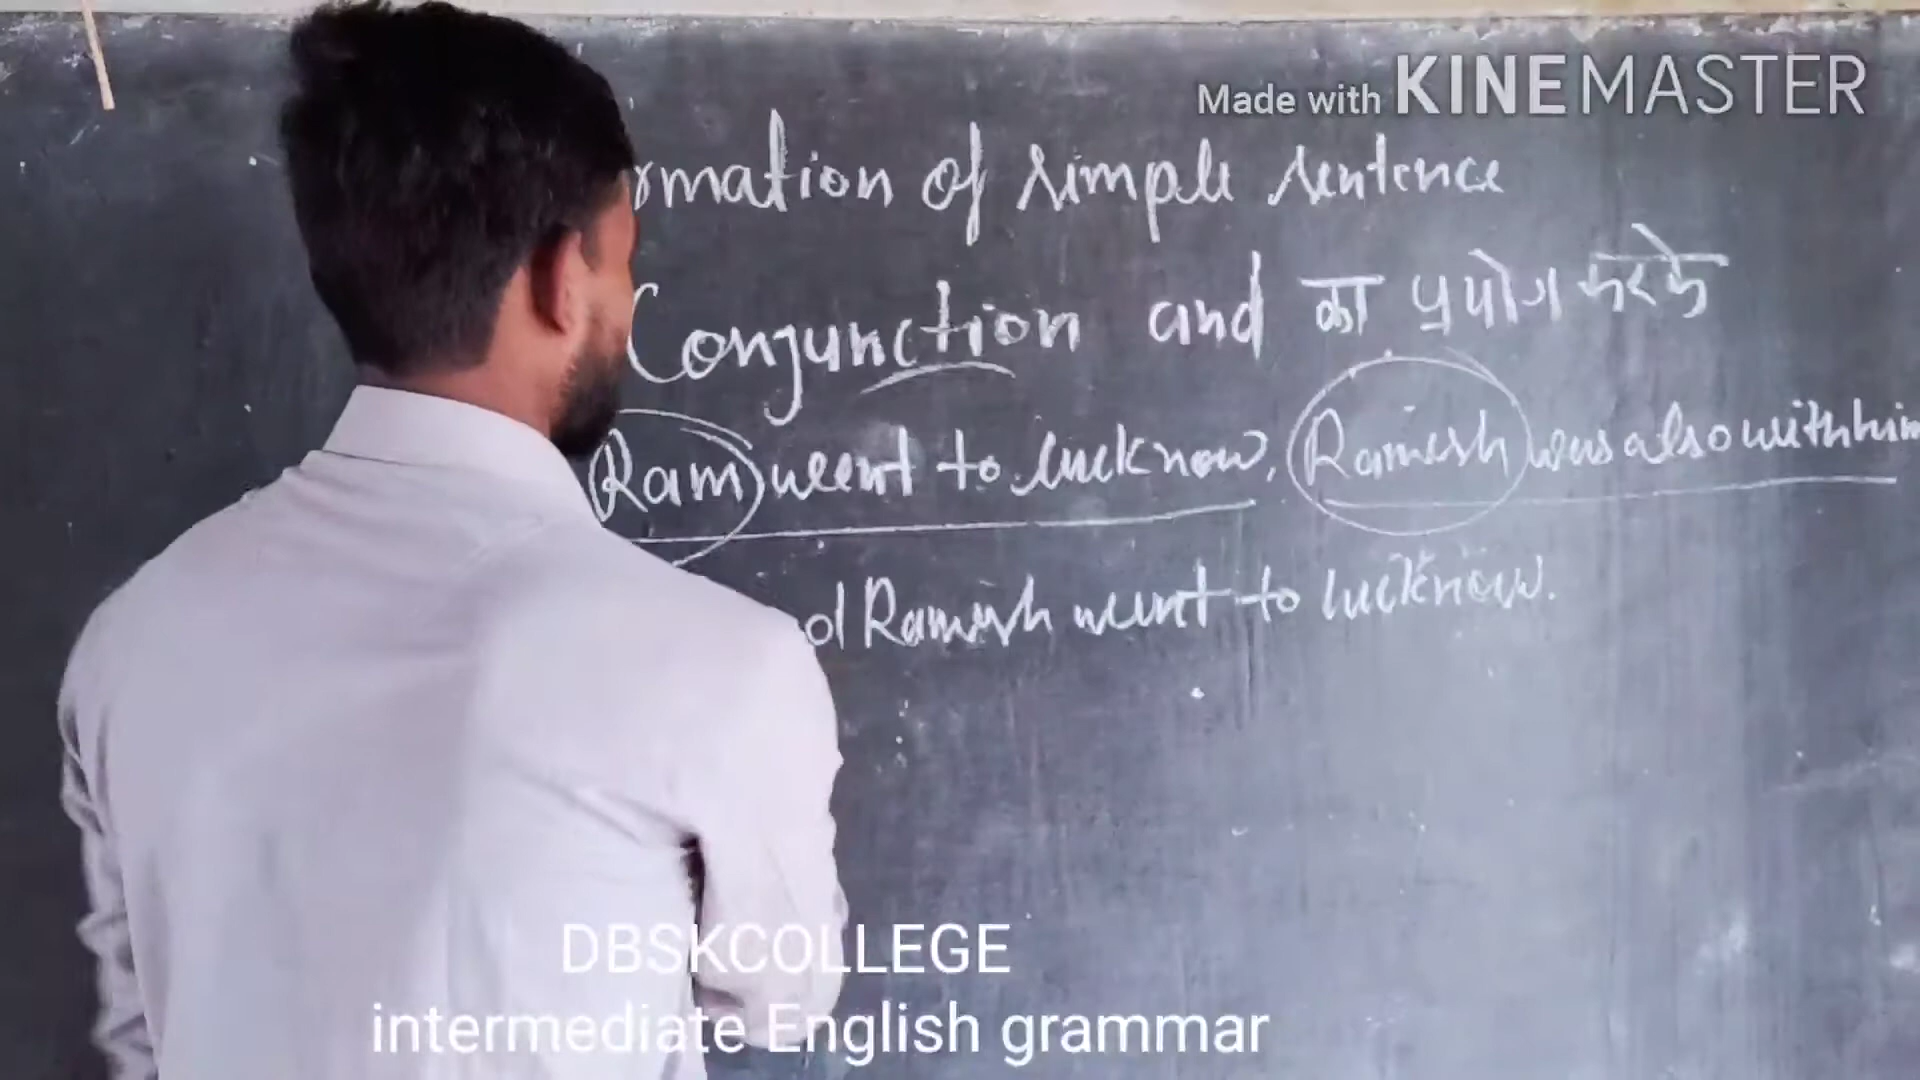 Made with KINEMASTER
rmation of simple sentence
Conjunction and का प्रयोग करके
Ram went to lucknow, Ramesh was also with him
d Ramesh went to lucknow.
DBSKCOLLEGE
intermediate English grammar